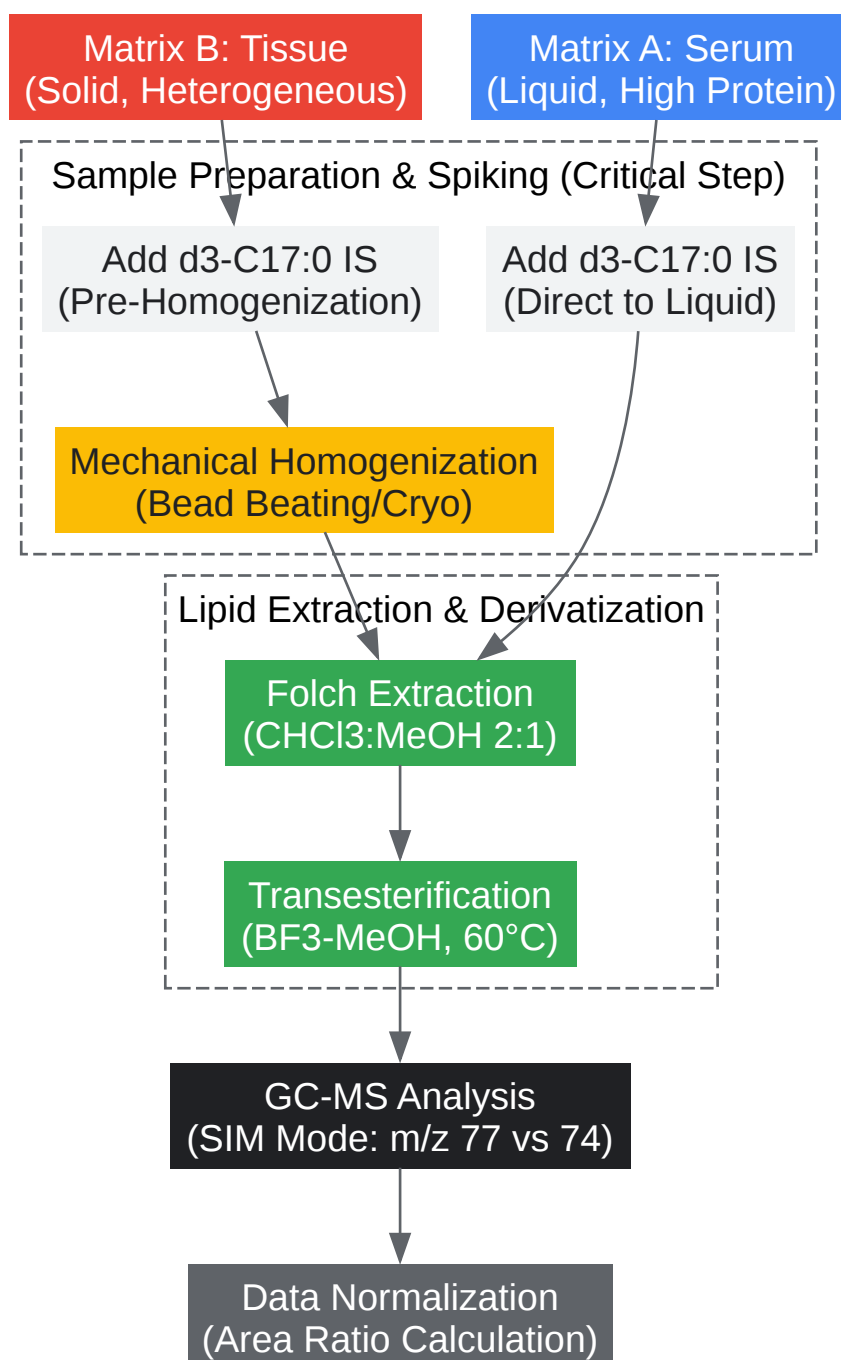 Matrix B: Tissue
(Solid, Heterogeneous)
Matrix A: Serum
(Liquid, High Protein)
Sample Preparation & Spiking (Critical Step)
Add d3-C17:0 IS
(Pre-Homogenization)
Add d3-C17:0 IS
(Direct to Liquid)
Mechanical Homogenization
(Bead Beating/Cryo)
Lipid Extraction & Derivatization
Folch Extraction
(CHCl3:MeOH 2:1)
Transesterification
(BF3-MeOH, 60°C)
GC-MS Analysis
(SIM Mode: m/z 77 vs 74)
Data Normalization
(Area Ratio Calculation)